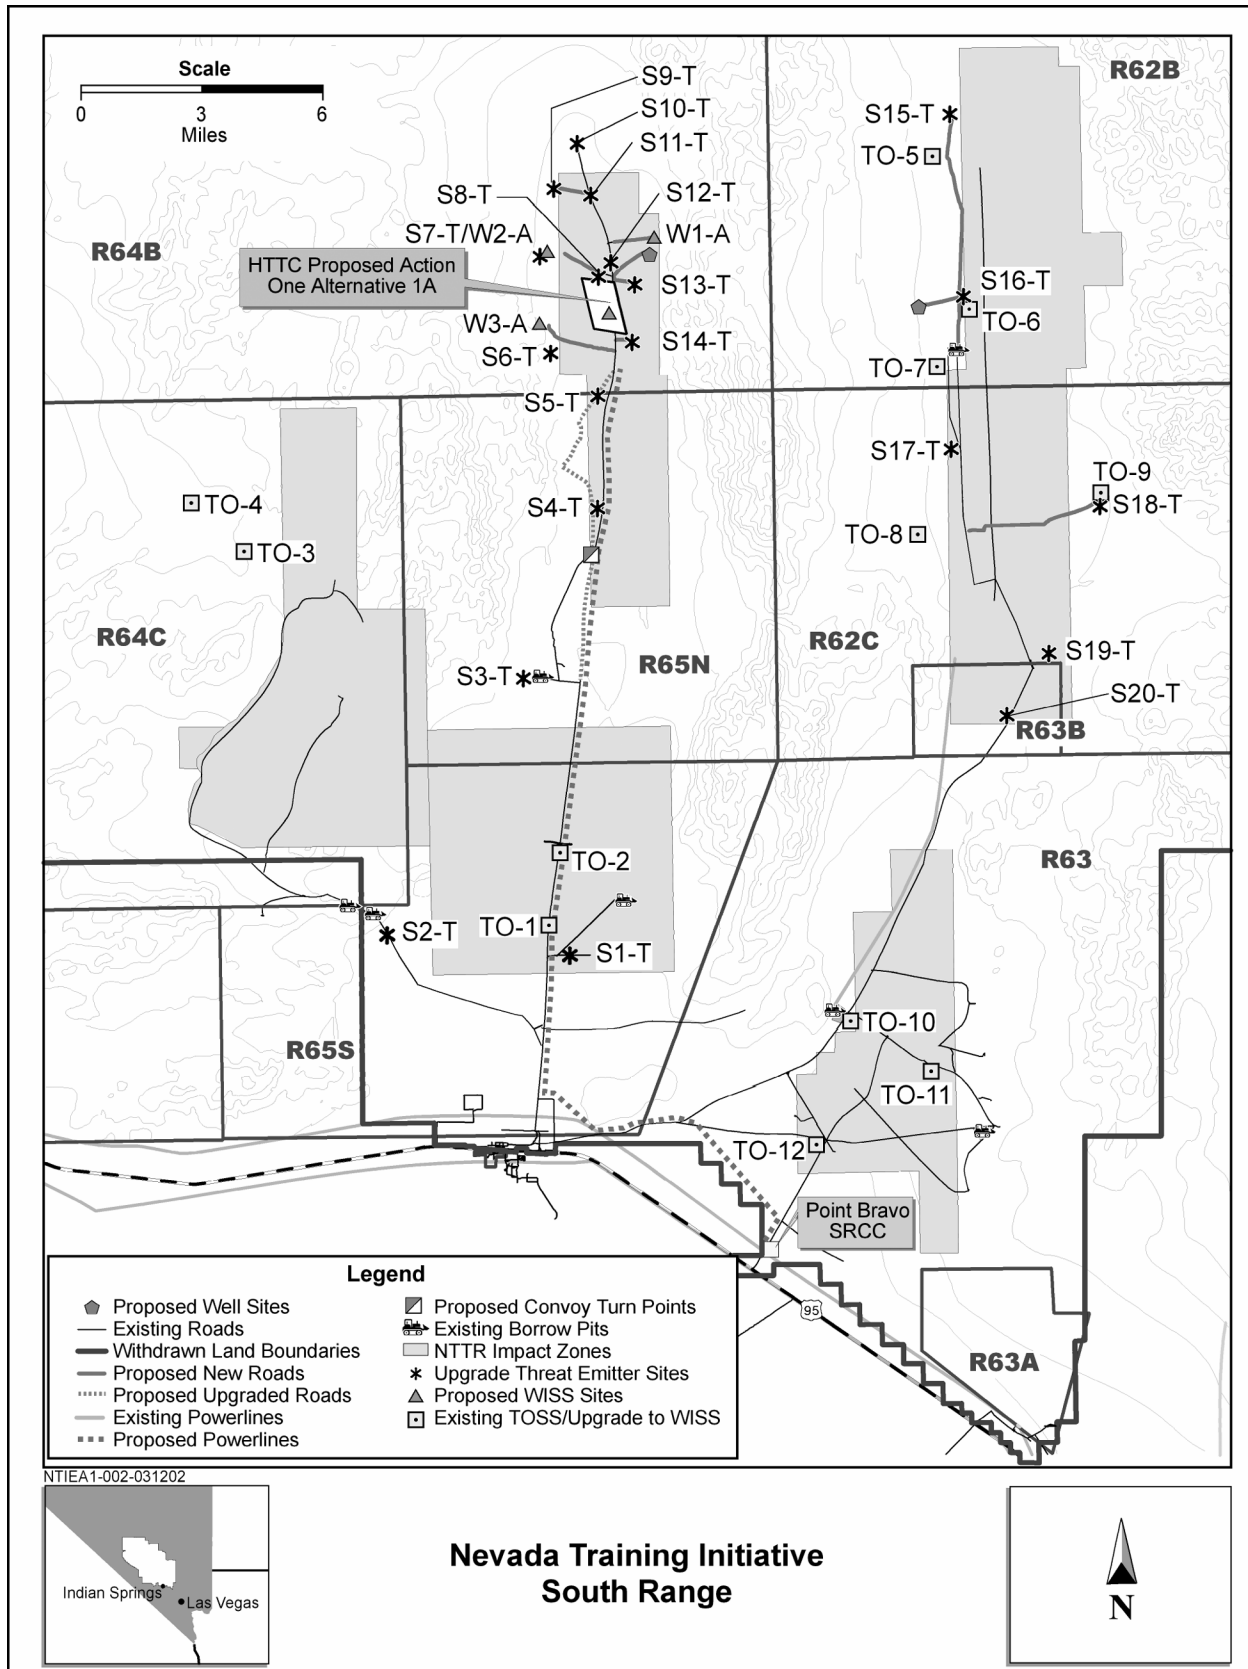 Scale
0 3 6
Miles
S9-T
S10-T
S11-T
S8-T
S12-T
S7-T/W2-A
W1-A
R64B
HTTC Proposed Action
One Alternative 1A
S13-T
W3-A
S6-T
S14-T
S5-T
R62B
S15-T
TO-5
S16-T
TO-6
TO-7
S17-T
TO-9
S18-T
TO-8
TO-4
TO-3
S4-T
R64C
S3-T
R65N
R62C
S19-T
S20-T
R63B
TO-2
R63
TO-1
S2-T
S1-T
R65S
TO-10
TO-11
TO-12
Point Bravo
SRCC
95
R63A
Legend
Proposed Well Sites
Existing Roads
Withdrawn Land Boundaries
Proposed New Roads
Proposed Upgraded Roads
Existing Powerlines
Proposed Powerlines
Proposed Convoy Turn Points
Existing Borrow Pits
NTTR Impact Zones
Upgrade Threat Emitter Sites
Proposed WISS Sites
Existing TOSS/Upgrade to WISS
NTIEA1-002-031202
Indian Springs
Las Vegas
Nevada Training Initiative
South Range
N